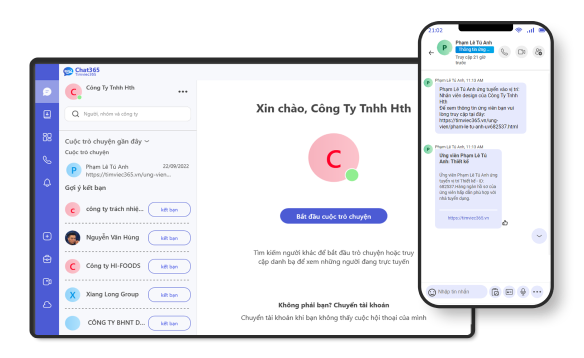 Chat365
Timviec365
Công Ty Tnhh Hth
Người, nhóm và công ty
Cuộc trò chuyện gần đây
Cuộc trò chuyện
Phạm Lê Tú Anh 22/09/2022
https://timviec365.vn/ung-vien...
Gợi ý kết bạn
công ty trách nhiệ... kết bạn
Nguyễn Văn Hùng kết bạn
Công ty HI-FOODS kết bạn
Xiang Long Group kết bạn
CÔNG TY BHNT D... kết bạn
Xin chào, Công Ty Tnhh Hth
C
Bắt đầu cuộc trò chuyện
Tìm kiếm người khác để bắt đầu trò chuyện hoặc truy
cập danh bạ để xem những người đang trực tuyến
Không phải bạn? Chuyển tài khoản
Chuyển tài khoản khi bạn không thấy cuộc hội thoại của mình
21:02
Phạm Lê Tú Anh
Thông tin ứng ...
Truy cập 21 giờ
trước
Phạm Lê Tú Anh, 11:13 AM
Phạm Lê Tú Anh ứng tuyển vào vị trí:
Nhân viên design của Công Ty Tnhh
Hth
Để xem thông tin ứng viên bạn vui
lòng truy cập tại đây:
https://timviec365.vn/ung-
vien/pham-le-tu-anh-uv682537.html
Phạm Lê Tú Anh, 11:13 AM
Ứng viên Phạm Lê Tú
Anh: Thiết kế
Ứng viên Phạm Lê Tú Anh ứng
tuyển vị trí Thiết kế - ID:
682537 Hàng ngàn hồ sơ của
ứng viên hấp dẫn phù hợp với
nhà tuyển dụng.
https://timviec365.vn
Nhập tin nhắn